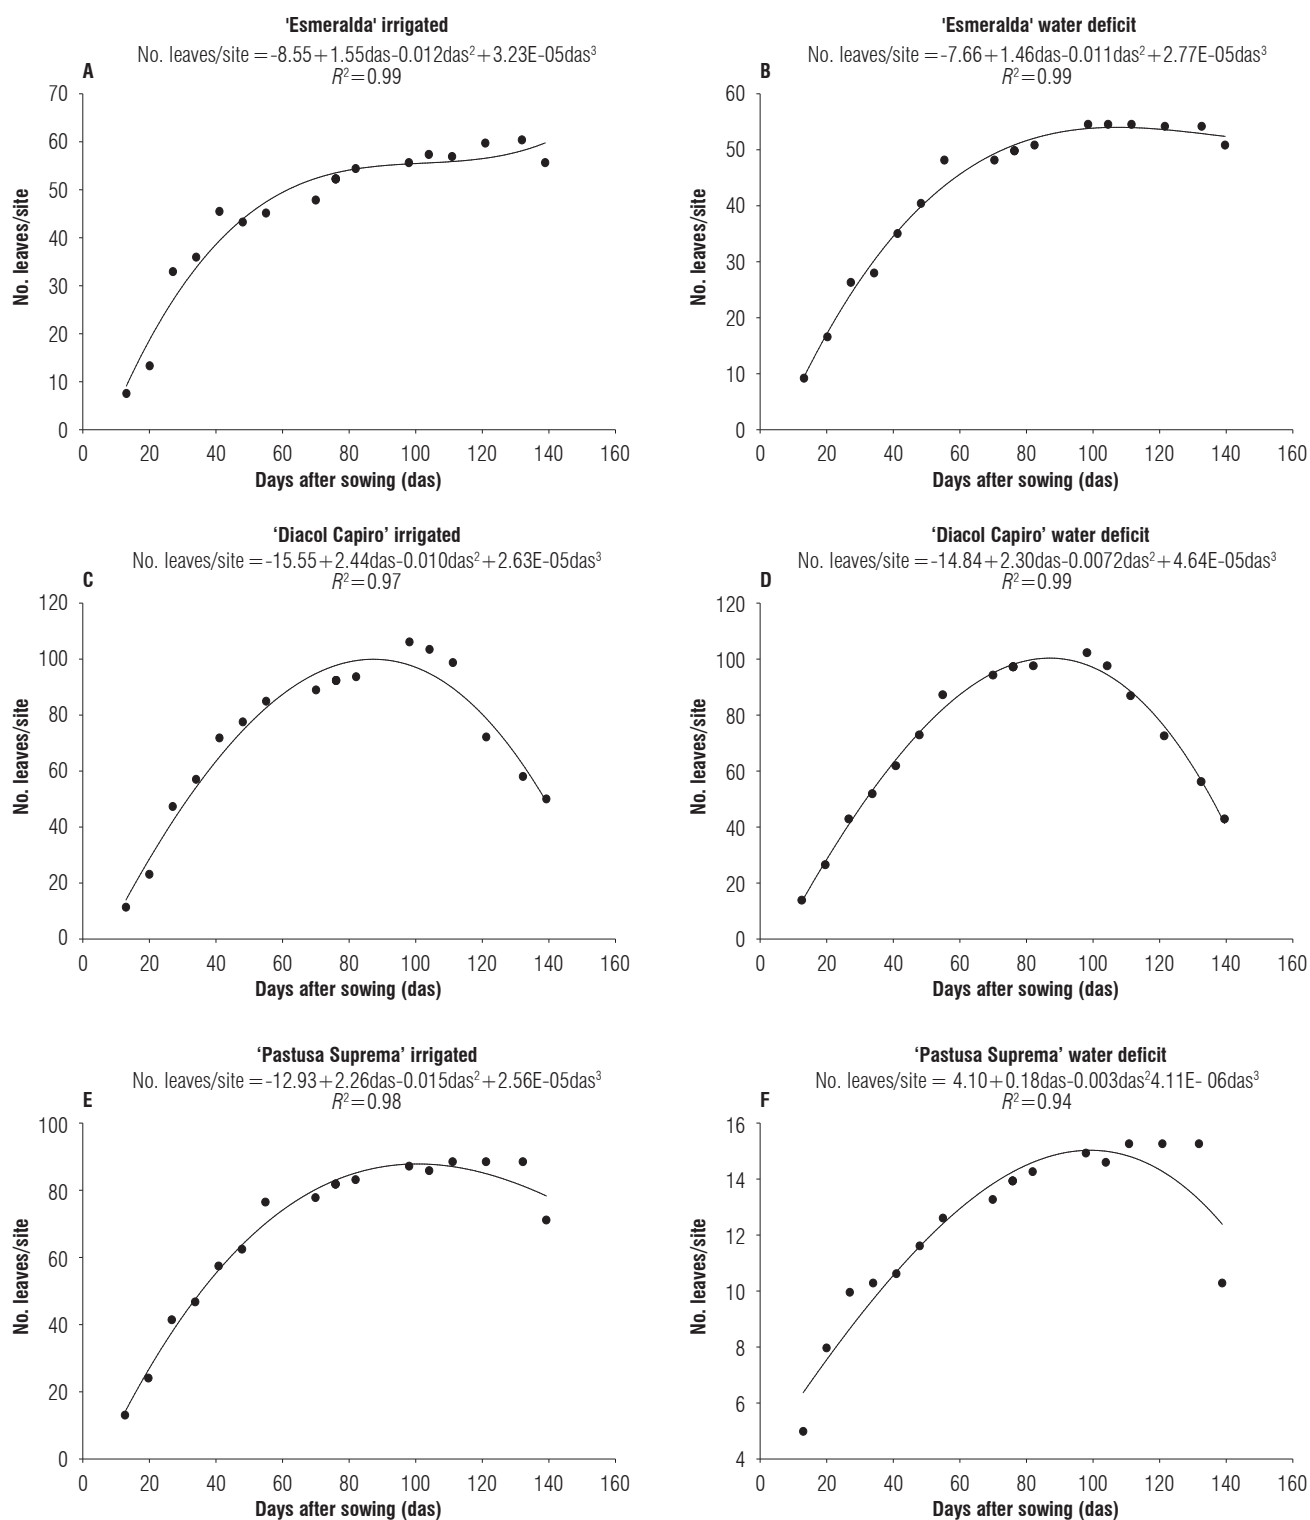 'Esmeralda' irrigated
No. leaves/site =-8.55+1.55das-0.012das²+3.23E-05das³
A
R²=0.99
70
60
50
40
30
20
10
0
No. leaves/site
0 20 40 60 80 100 120 140 160
Days after sowing (das)
'Esmeralda' water deficit
No. leaves/site =-7.66+1.46das-0.011das²+2.77E-05das³
B
R²=0.99
60
50
40
30
20
10
0
No. leaves/site
0 20 40 60 80 100 120 140 160
Days after sowing (das)
‘Diacol Capiro’ irrigated
No. leaves/site =-15.55+2.44das-0.010das²+2.63E-05das³
C
R²=0.97
120
100
80
60
40
20
0
No. leaves/site
0 20 40 60 80 100 120 140 160
Days after sowing (das)
‘Diacol Capiro’ water deficit
No. leaves/site =-14.84+2.30das-0.0072das²+4.64E-05das³
D
R²=0.99
120
100
80
60
40
20
0
No. leaves/site
0 20 40 60 80 100 120 140 160
Days after sowing (das)
‘Pastusa Suprema’ irrigated
No. leaves/site =-12.93+2.26das-0.015das²+2.56E-05das³
E
R²=0.98
100
80
60
40
20
0
No. leaves/site
0 20 40 60 80 100 120 140 160
Days after sowing (das)
‘Pastusa Suprema’ water deficit
No. leaves/site = 4.10+0.18das-0.003das²4.11E- 06das³
F
R²=0.94
16
14
12
10
8
6
4
No. leaves/site
0 20 40 60 80 100 120 140 160
Days after sowing (das)